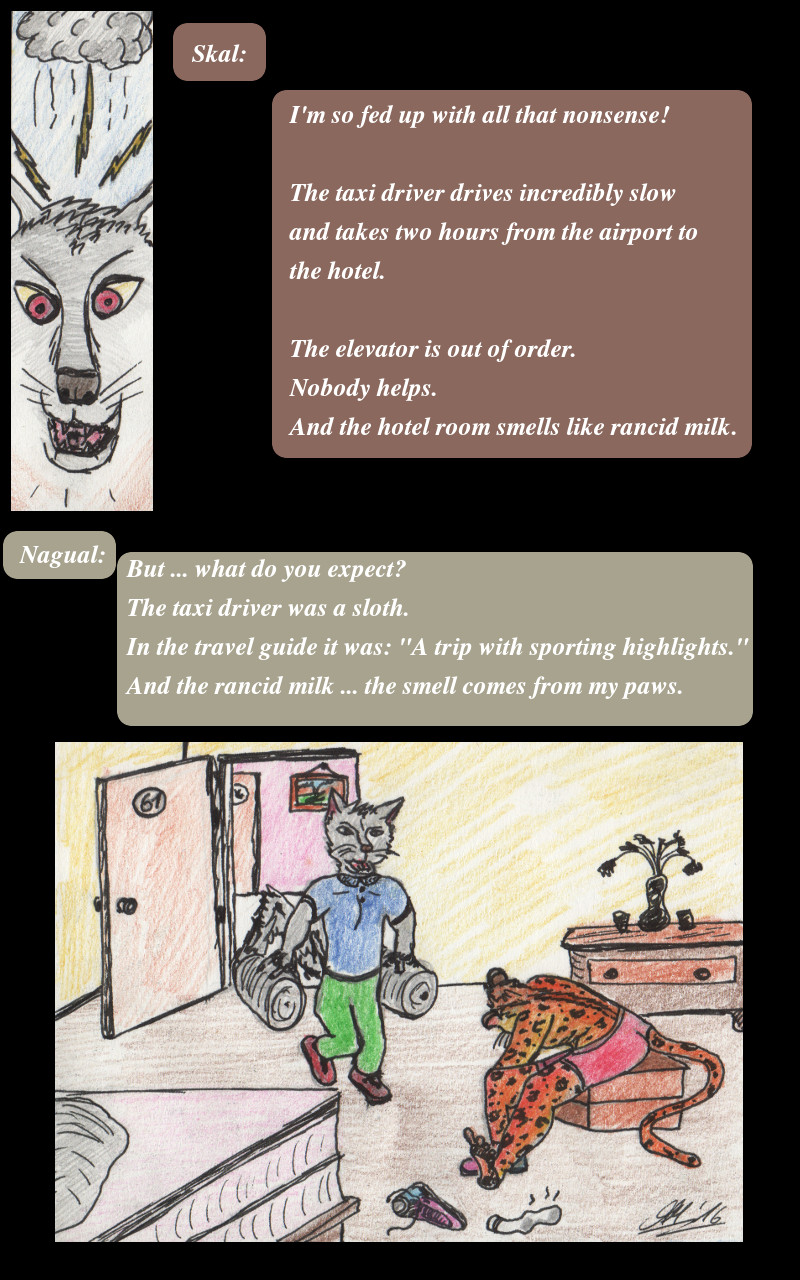 Skal:
I'm so fed up with all that nonsense!
The taxi driver drives incredibly slow
and takes two hours from the airport to
the hotel.
The elevator is out of order.
Nobody helps.
And the hotel room smells like rancid milk.
Nagual:
But ... what do you expect?
The taxi driver was a sloth.
In the travel guide it was: "A trip with sporting highlights."
And the rancid milk ... the smell comes from my paws.
61
'16